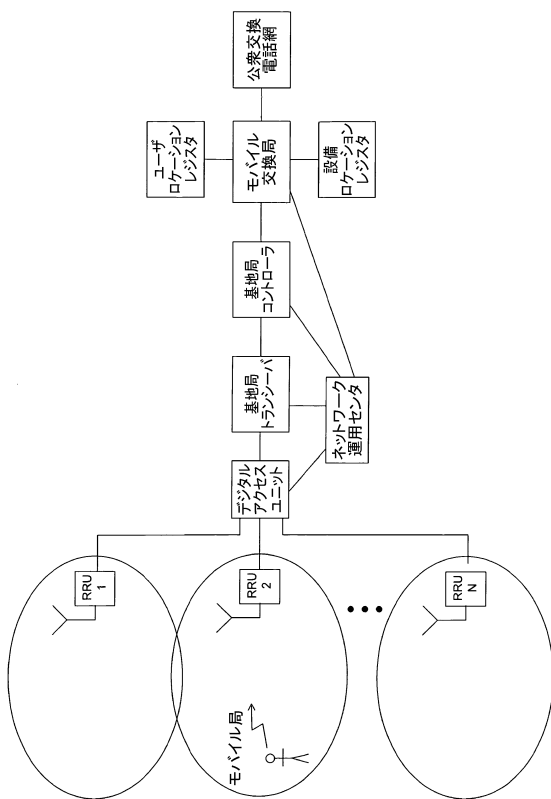 公衆交換
電話網
ユーザ
ロケーション
レジスタ
モバイル
交換局
設備
ロケーション
レジスタ
基地局
コントローラ
基地局
トランシーバ
ネットワーク
運用センタ
デジタル
アクセス
ユニット
RRU
1
RRU
2
RRU
N
モバイル局